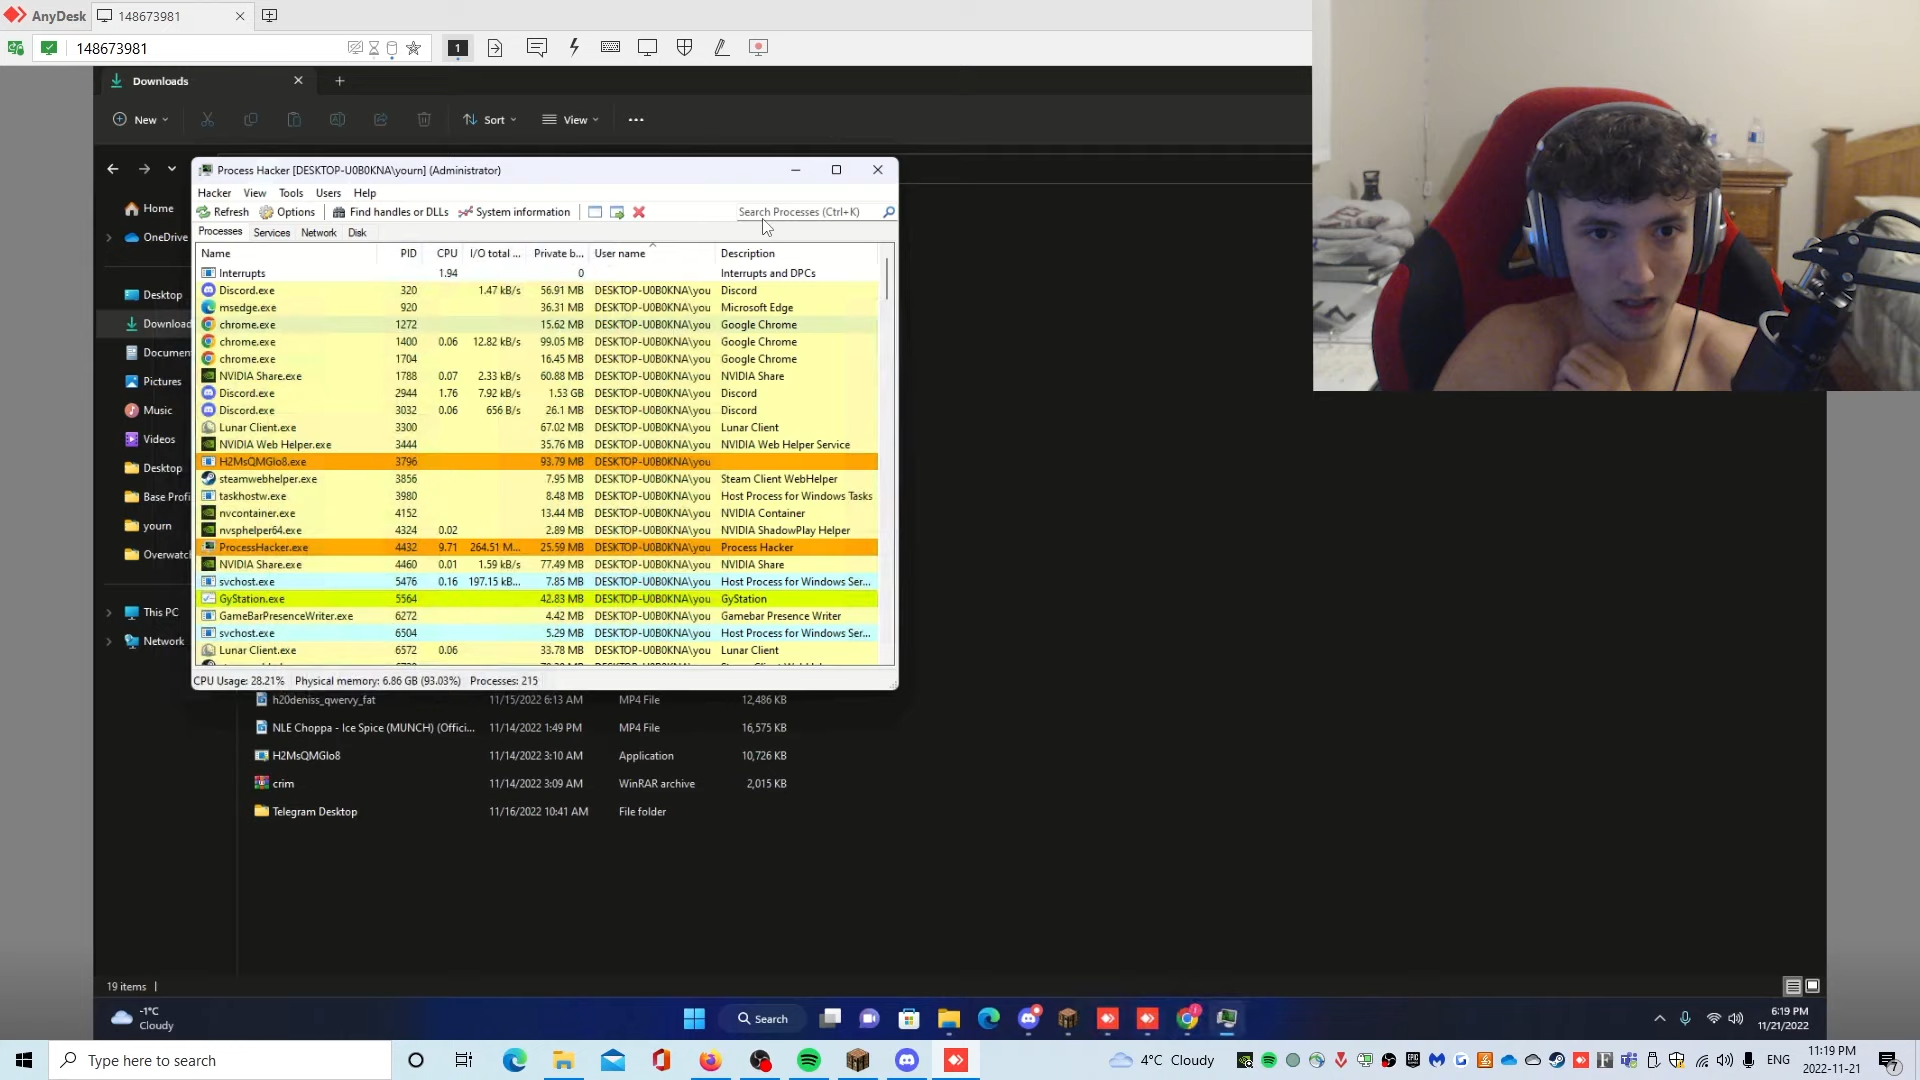 AnyDesk
148673981
148673981
1
Downloads
New
Sort
View
Process Hacker [DESKTOP-U0B0KNA\yourn] (Administrator)
Hacker View Tools Users Help
Refresh Options Find handles or DLLs System information Search Processes (Ctrl+K)
Processes Services Network Disk
Name PID CPU I/O total ... Private b... User name Description
Interrupts 1.94 0 Interrupts and DPCs
Discord.exe 320 1.47 kB/s 56.91 MB DESKTOP-U0B0KNA\you Discord
msedge.exe 920 36.31 MB DESKTOP-U0B0KNA\you Microsoft Edge
chrome.exe 1272 15.62 MB DESKTOP-U0B0KNA\you Google Chrome
chrome.exe 1400 0.06 12.82 kB/s 99.05 MB DESKTOP-U0B0KNA\you Google Chrome
chrome.exe 1704 16.45 MB DESKTOP-U0B0KNA\you Google Chrome
NVIDIA Share.exe 1788 0.07 2.33 kB/s 60.88 MB DESKTOP-U0B0KNA\you NVIDIA Share
Discord.exe 2944 1.76 7.92 kB/s 1.53 GB DESKTOP-U0B0KNA\you Discord
Discord.exe 3032 0.06 656 B/s 26.1 MB DESKTOP-U0B0KNA\you Discord
Lunar Client.exe 3300 67.02 MB DESKTOP-U0B0KNA\you Lunar Client
NVIDIA Web Helper.exe 3444 35.76 MB DESKTOP-U0B0KNA\you NVIDIA Web Helper Service
H2MsQMGIo8.exe 3796 93.79 MB DESKTOP-U0B0KNA\you
steamwebhelper.exe 3856 7.95 MB DESKTOP-U0B0KNA\you Steam Client WebHelper
taskhostw.exe 3980 8.48 MB DESKTOP-U0B0KNA\you Host Process for Windows Tasks
nvcontainer.exe 4152 13.44 MB DESKTOP-U0B0KNA\you NVIDIA Container
nvsphelper64.exe 4324 0.02 2.89 MB DESKTOP-U0B0KNA\you NVIDIA ShadowPlay Helper
ProcessHacker.exe 4432 9.71 264.51 M... 25.59 MB DESKTOP-U0B0KNA\you Process Hacker
NVIDIA Share.exe 4460 0.01 1.59 kB/s 77.49 MB DESKTOP-U0B0KNA\you NVIDIA Share
svchost.exe 5476 0.16 197.15 kB... 7.85 MB DESKTOP-U0B0KNA\you Host Process for Windows Ser...
GyStation.exe 5564 42.83 MB DESKTOP-U0B0KNA\you GyStation
GameBarPresenceWriter.exe 6272 4.42 MB DESKTOP-U0B0KNA\you Gamebar Presence Writer
svchost.exe 6504 5.29 MB DESKTOP-U0B0KNA\you Host Process for Windows Ser...
Lunar Client.exe 6572 0.06 33.78 MB DESKTOP-U0B0KNA\you Lunar Client
CPU Usage: 28.21% Physical memory: 6.86 GB (93.03%) Processes: 215
Home
OneDrive
Desktop
Download
Documen
Pictures
Music
Videos
Desktop
Base Profi
yourn
Overwatc
This PC
Network
h20deniss_qwervy_fat 11/15/2022 6:13 AM MP4 File 12,486 KB
NLE Choppa - Ice Spice (MUNCH) (Offici... 11/14/2022 1:49 PM MP4 File 16,575 KB
H2MsQMGIo8 11/14/2022 3:10 AM Application 10,726 KB
crim 11/14/2022 3:09 AM WinRAR archive 2,015 KB
Telegram Desktop 11/16/2022 10:41 AM File folder
19 items
-1°C
Cloudy
Search
6:19 PM
11/21/2022
Type here to search
4°C Cloudy
ENG
11:19 PM
2022-11-21
7